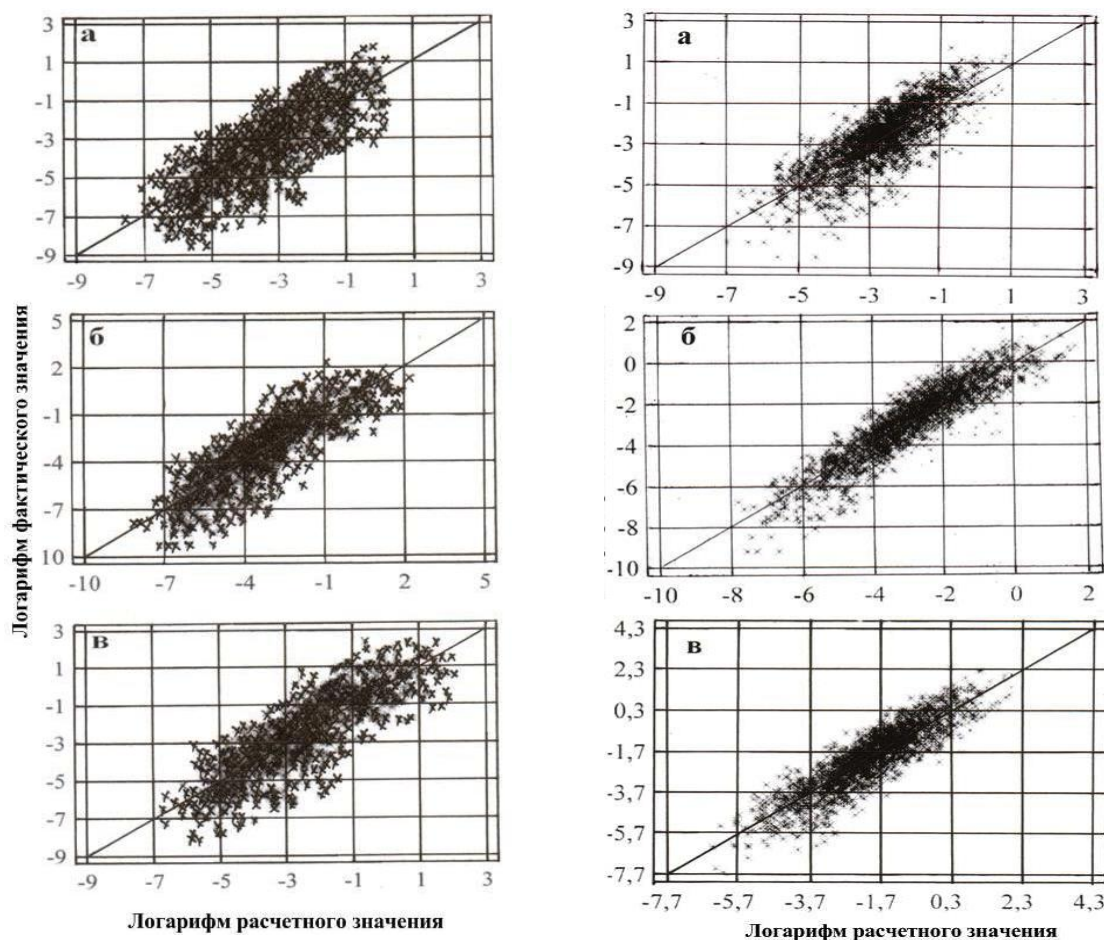 а
3
1
-1
-3
-5
-7
-9
-9 -7 -5 -3 -1 1 3
б
5
2
-1
-4
-7
10
-10 -7 -4 -1 2 5
в
3
1
-1
-3
-5
-7
-9
-9 -7 -5 -3 -1 1 3
Логарифм фактического значения
Логарифм расчетного значения
а
3
1
-1
-3
-5
-7
-9
-9 -7 -5 -3 -1 1 3
б
2
0
-2
-4
-6
-8
-10
-10 -8 -6 -4 -2 0 2
в
4,3
2,3
0,3
-1,7
-3,7
-5,7
-7,7
-7,7 -5,7 -3,7 -1,7 0,3 2,3 4,3
Логарифм расчетного значения